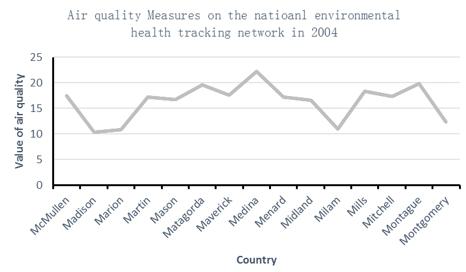 Air quality Measures on the natioanl environmental
health tracking network in 2004
25
20
15
10
5
0
Value of air quality
McMullen
Madison
Marion
Martin
Mason
Matagorda
Maverick
Medina
Menard
Midland
Milam
Mills
Mitchell
Montague
Montgomery
Country